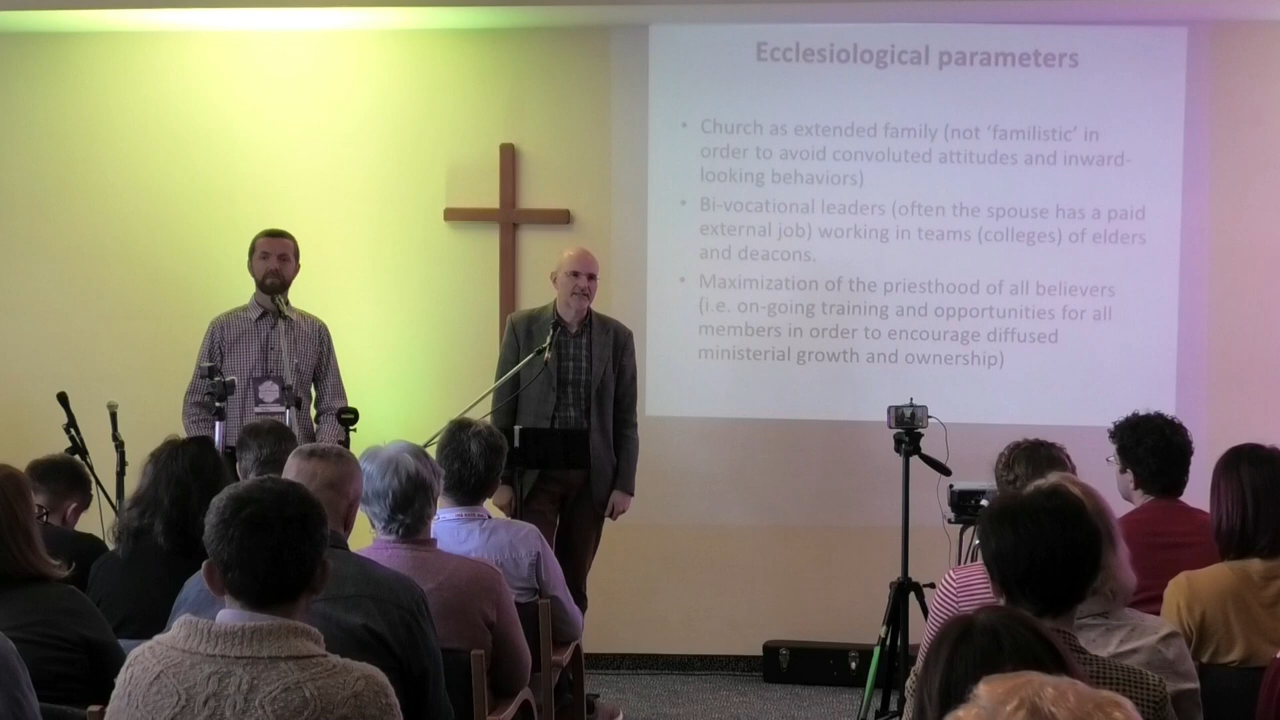 Ecclesiological parameters
• Church as extended family (not ‘familistic’ in
order to avoid convoluted attitudes and inward-
looking behaviors)
• Bi-vocational leaders (often the spouse has a paid
external job) working in teams (colleges) of elders
and deacons.
• Maximization of the priesthood of all believers
(i.e. on-going training and opportunities for all
members in order to encourage diffused
ministerial growth and ownership)